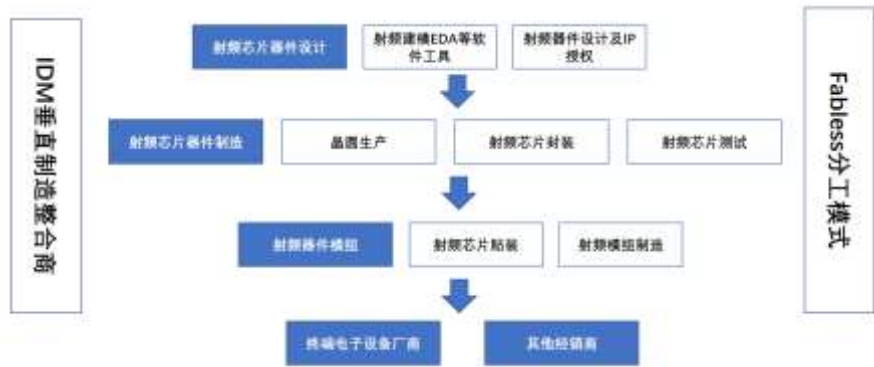 IDM垂直制造整合商
射频芯片器件设计
射频建模EDA等软
件工具
射频器件设计及IP
授权
射频芯片器件制造
晶圆生产
射频芯片封装
射频芯片测试
射频器件模组
射频芯片贴装
射频模组制造
终端电子设备厂商
其他经销商
Fabless分工模式